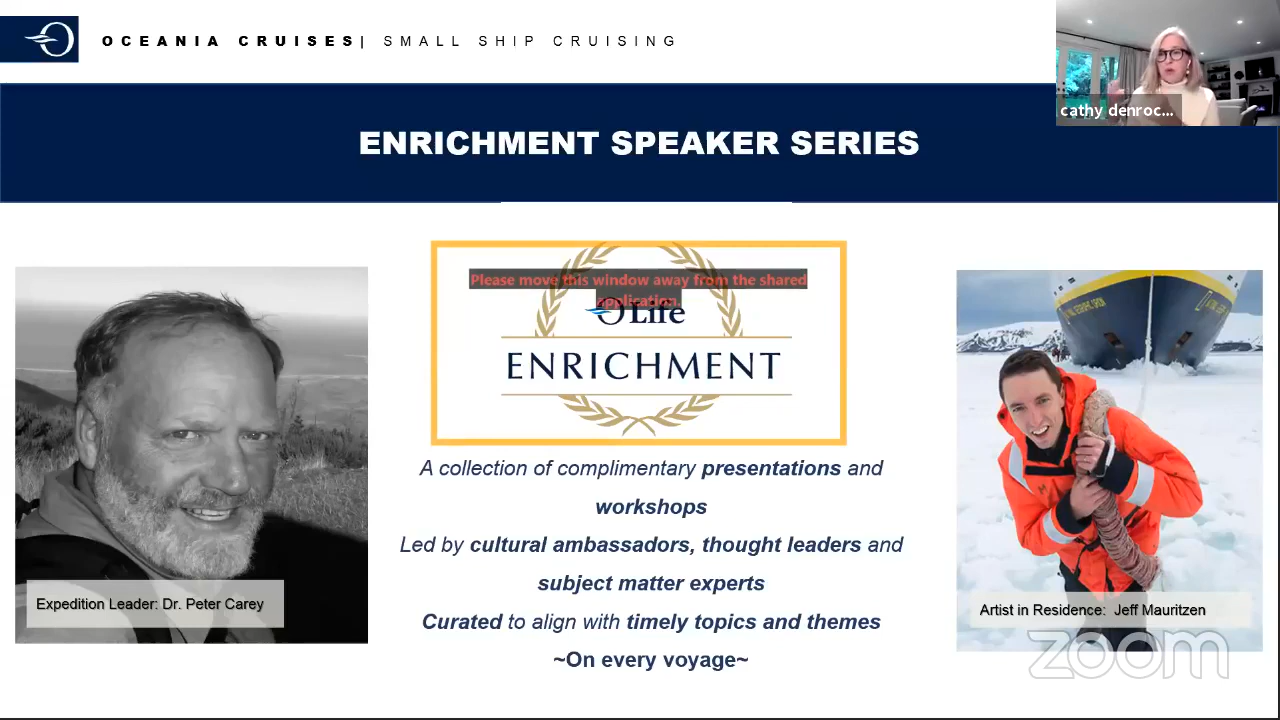 OCEANIA CRUISES| SMALL SHIP CRUISING
cathy denroc...
ENRICHMENT SPEAKER SERIES
Please move this window away from the shared
application.
O Life
ENRICHMENT
A collection of complimentary presentations and
workshops
Led by cultural ambassadors, thought leaders and
subject matter experts
Curated to align with timely topics and themes
~On every voyage~
Expedition Leader: Dr. Peter Carey
Artist in Residence: Jeff Mauritzen
zoom